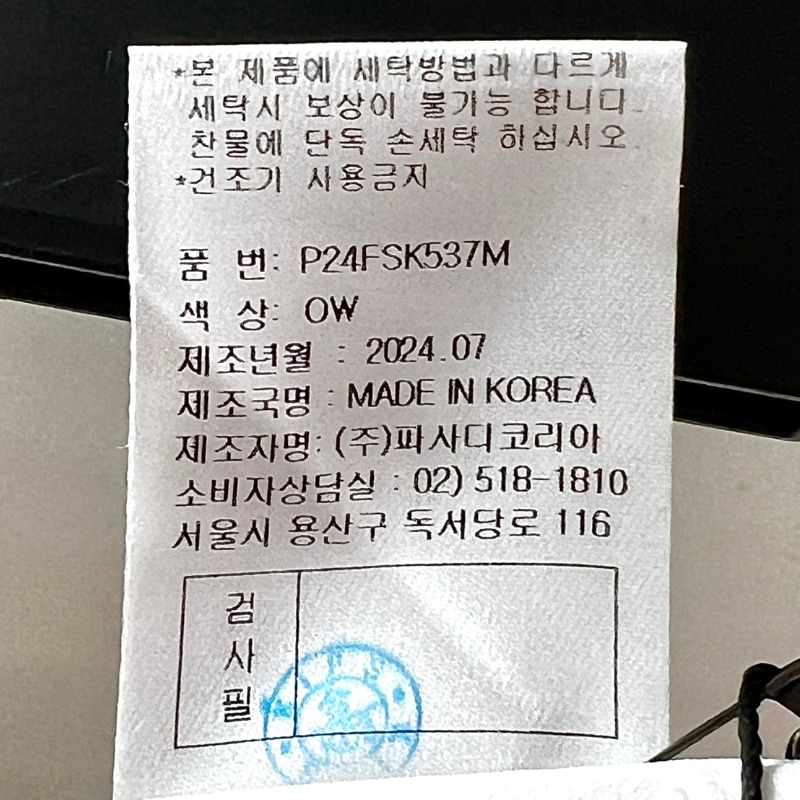 *본 제품에 세탁방법과 다르게
세탁시 보상이 불가능 합니다.
찬물에 단독 손세탁 하십시오
*건조기 사용금지
품 번: P24FSK537M
색 상: OW
제조년월 : 2024.07
제조국명 : MADE IN KOREA
제조자명: (주)파사디코리아
소비자상담실 : 02) 518-1810
서울시 용산구 독서당로 116
검
사
필